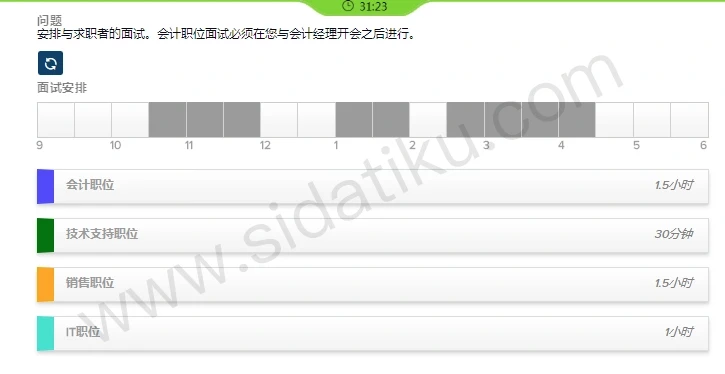 31:23
问题
安排与求职者的面试。会计职位面试必须在您与会计经理开会之后进行。
面试安排
9 10 11 12 1 2 3 4 5 6
会计职位 1.5小时
技术支持职位 30分钟
销售职位 1.5小时
IT职位 1小时
www.sidatiku.com